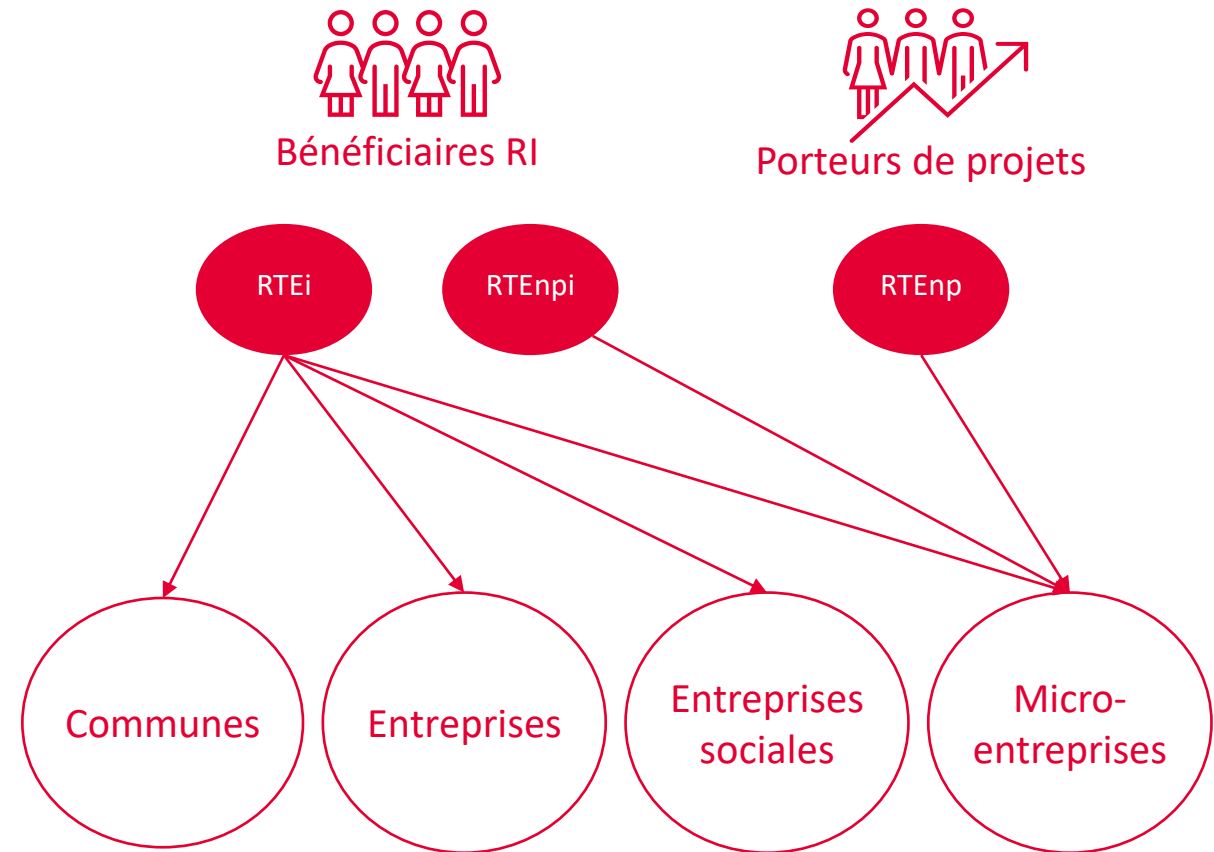 Bénéficiaires RI
Porteurs de projets
RTEi
RTEnpi
RTEnp
Communes
Entreprises
Entreprises
sociales
Micro-
entreprises